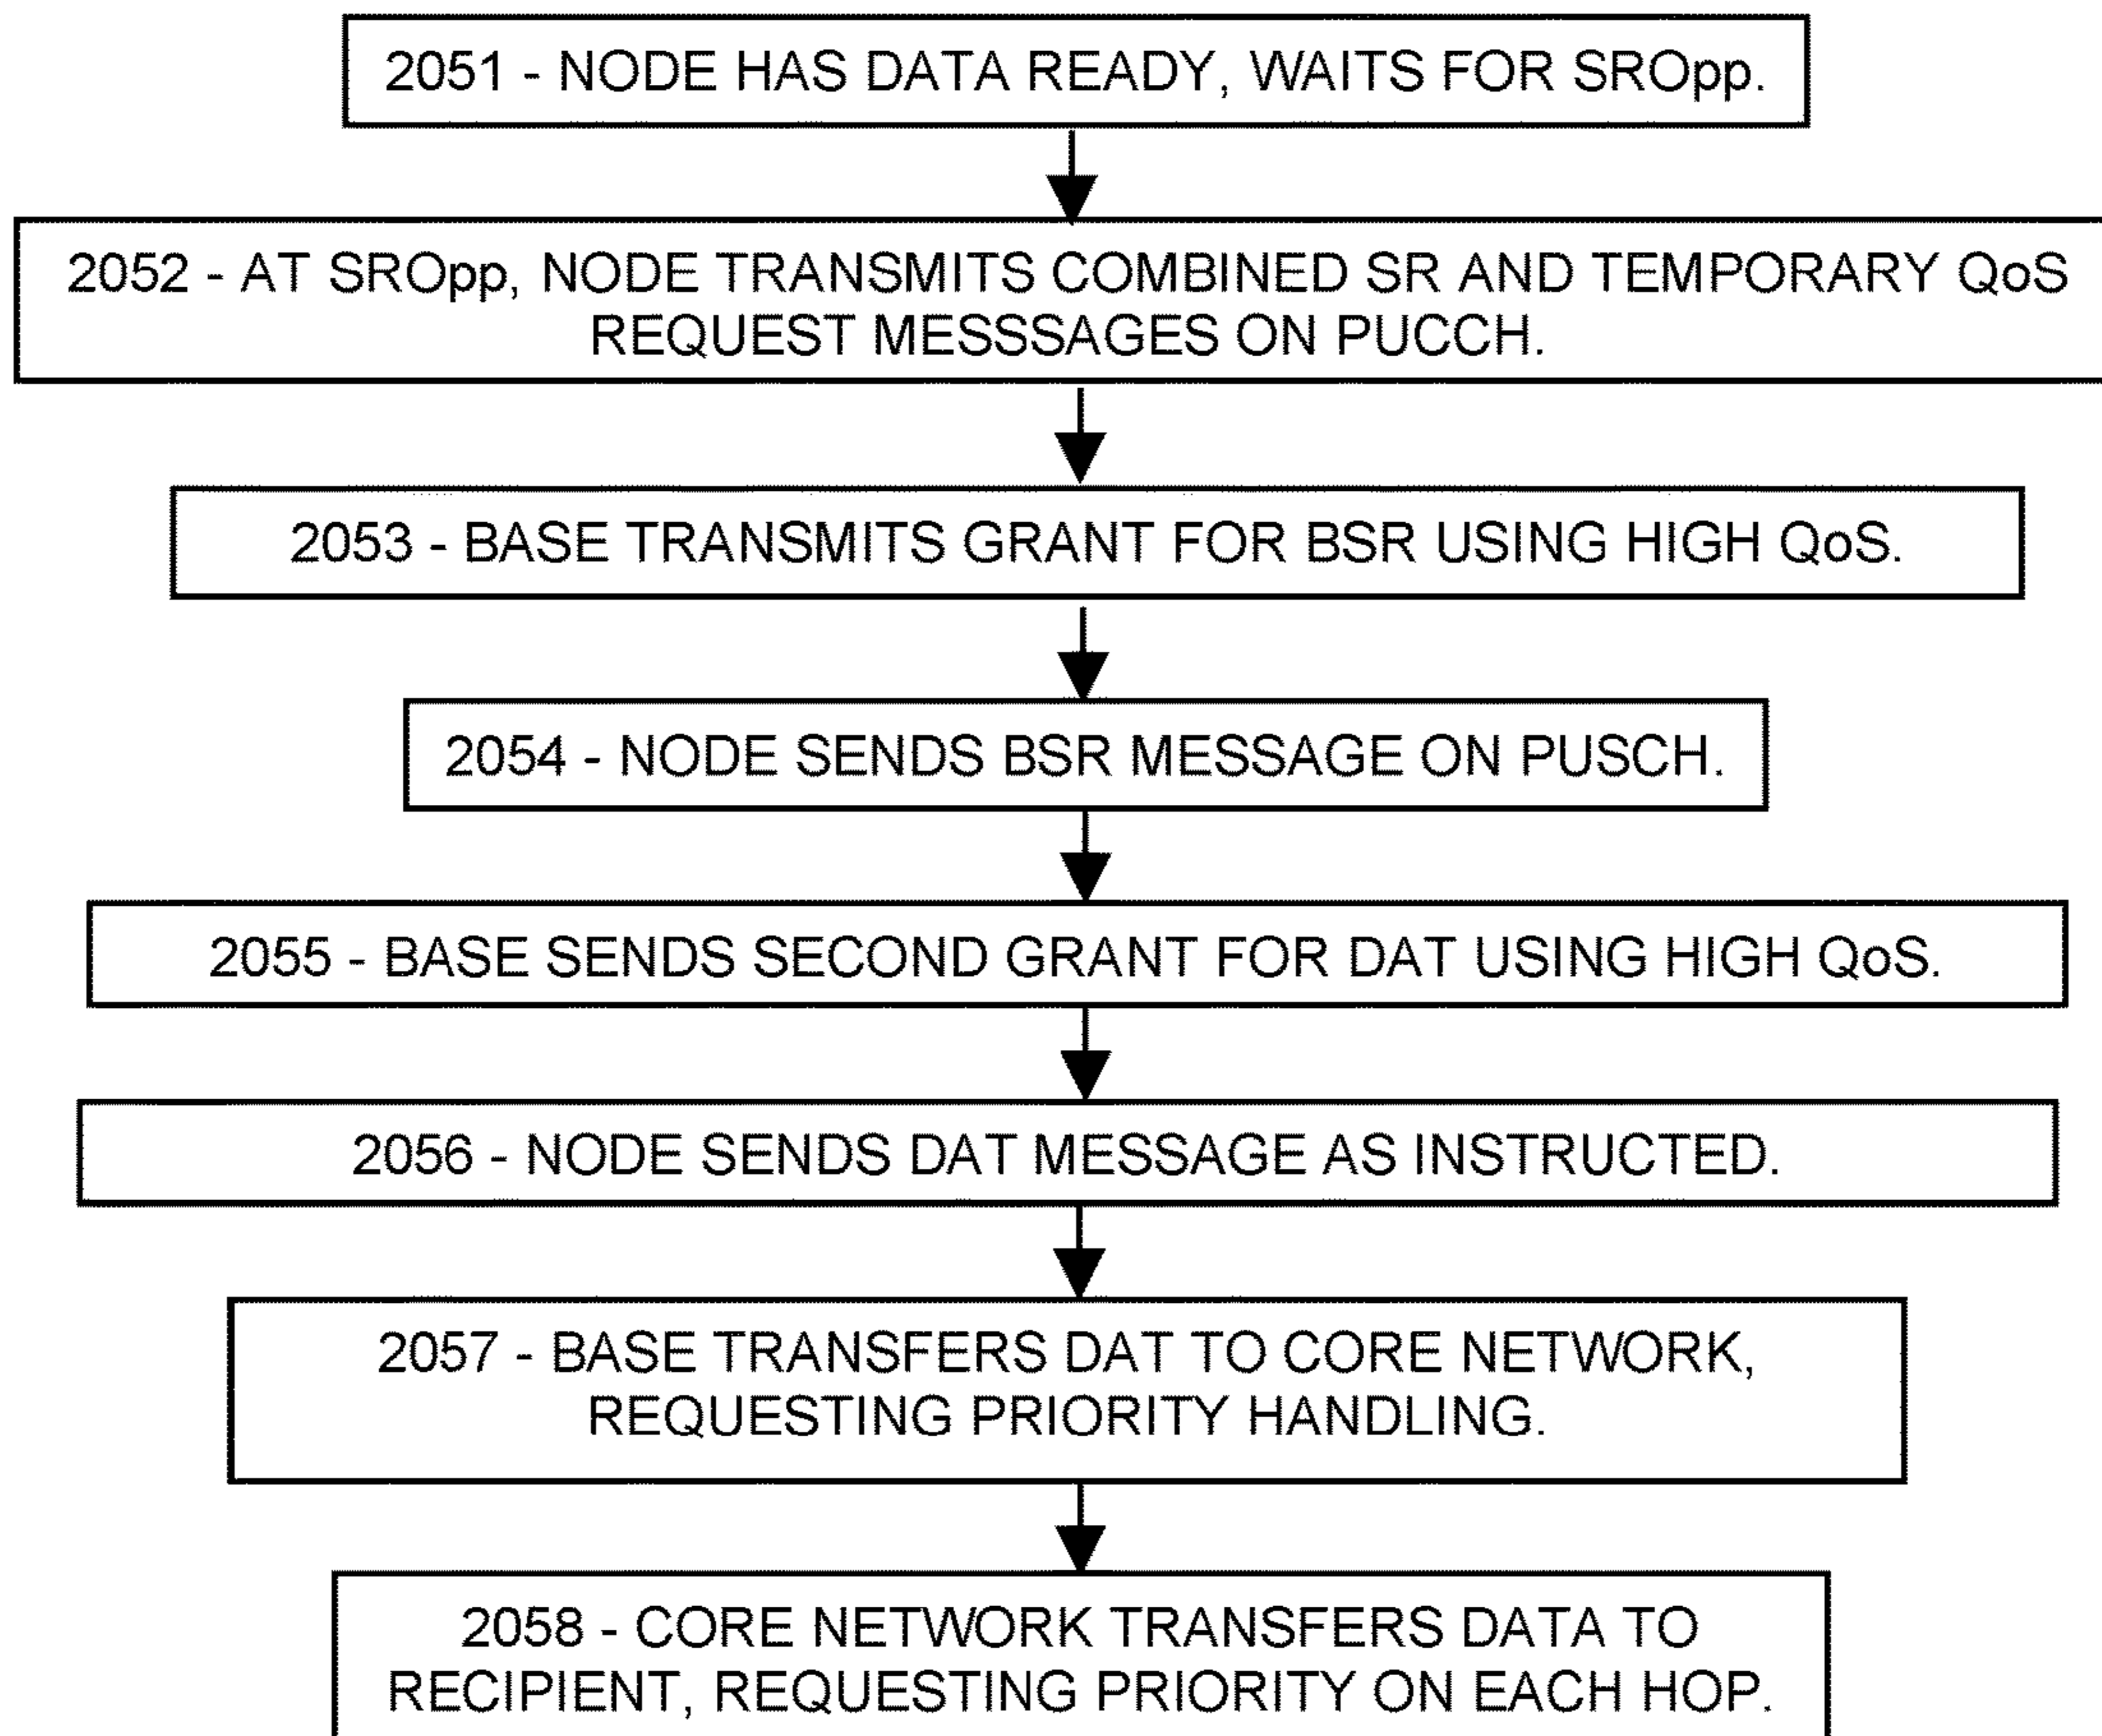 2051 - NODE HAS DATA READY, WAITS FOR SROpp.
2052 - AT SROpp, NODE TRANSMITS COMBINED SR AND TEMPORARY QoS
REQUEST MESSSAGES ON PUCCH.
2053 - BASE TRANSMITS GRANT FOR BSR USING HIGH QoS.
2054 - NODE SENDS BSR MESSAGE ON PUSCH.
2055 - BASE SENDS SECOND GRANT FOR DAT USING HIGH QoS.
2056 - NODE SENDS DAT MESSAGE AS INSTRUCTED.
2057 - BASE TRANSFERS DAT TO CORE NETWORK,
REQUESTING PRIORITY HANDLING.
2058 - CORE NETWORK TRANSFERS DATA TO
RECIPIENT, REQUESTING PRIORITY ON EACH HOP.